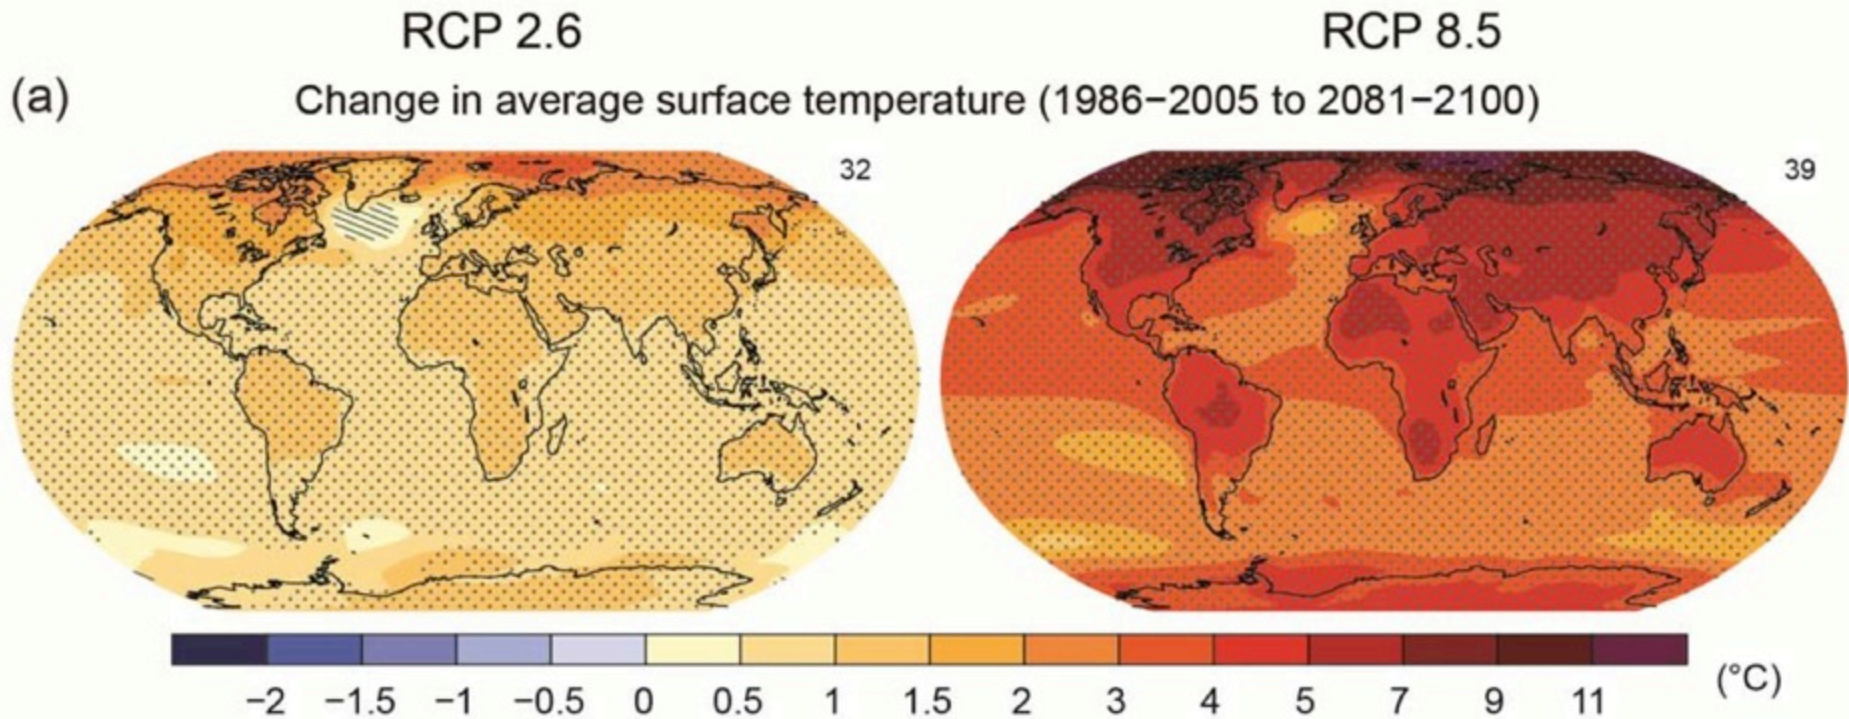 RCP 2.6 RCP 8.5
(a) Change in average surface temperature (1986−2005 to 2081−2100)
32 39
−2 −1.5 −1 −0.5 0 0.5 1 1.5 2 3 4 5 7 9 11 (°C)